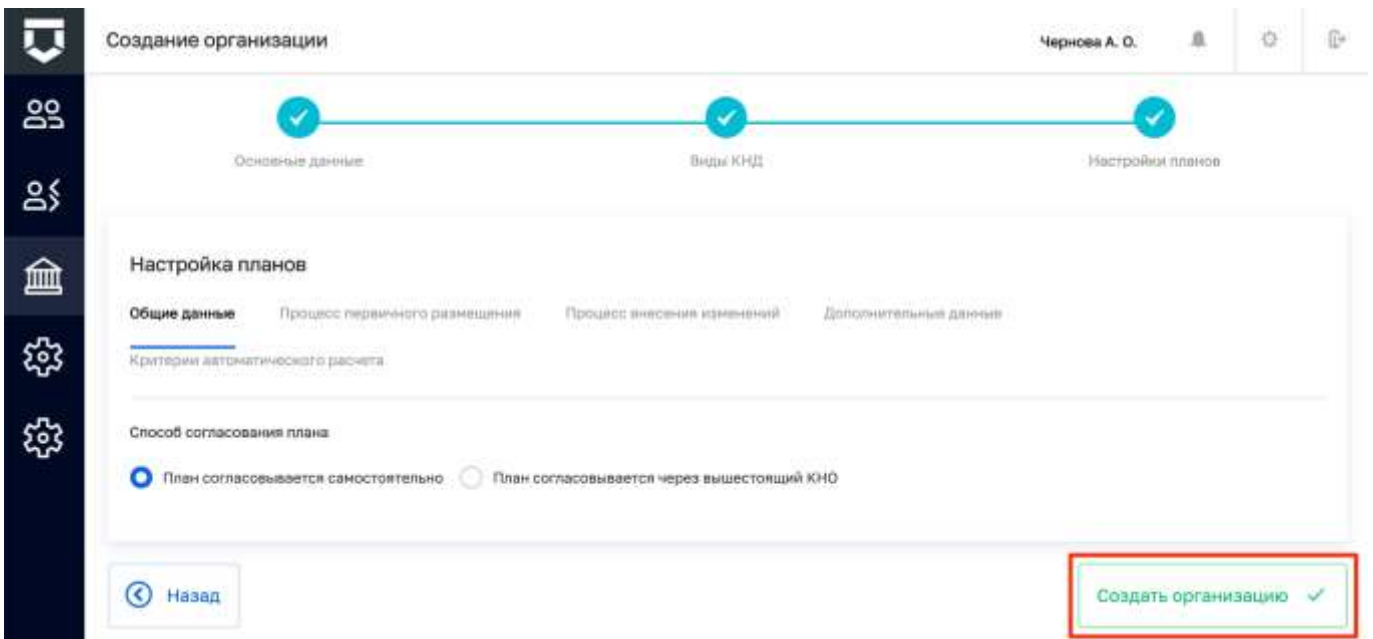 Создание организации
Чернова А. О.
Основные данные
Виды КНД
Настройки планов
Настройка планов
Общие данные
Процесс первичного размещения
Процесс внесения изменений
Дополнительные данные
Критерии автоматического расчета
Способ согласования плана
План согласовывается самостоятельно
План согласовывается через вышестоящий КНО
Назад
Создать организацию